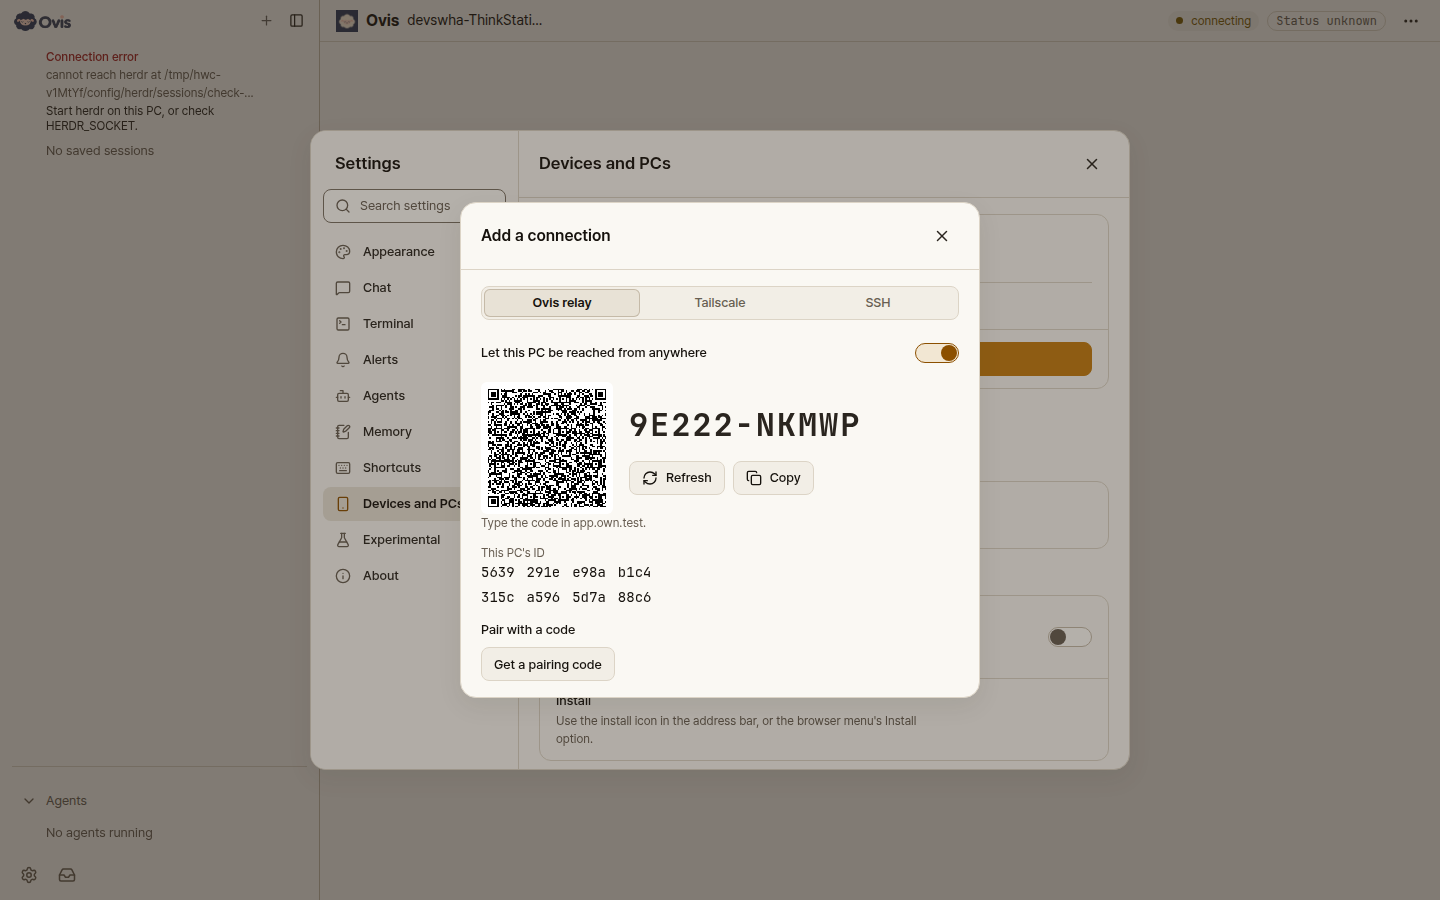 Ovis
Connection error
cannot reach herdr at /tmp/hwc-
v1MtYf/config/herdr/sessions/check-...
Start herdr on this PC, or check
HERDR_SOCKET.
No saved sessions
Agents
No agents running
Ovis devswha-ThinkStati...
connecting
Status unknown
Settings
Search settings
Appearance
Chat
Terminal
Alerts
Agents
Memory
Shortcuts
Devices and PCs
Experimental
About
Devices and PCs
Add a connection
Ovis relay
Tailscale
SSH
Let this PC be reached from anywhere
9E222-NKMWP
Refresh
Copy
Type the code in app.own.test.
This PC's ID
5639 291e e98a b1c4
315c a596 5d7a 88c6
Pair with a code
Get a pairing code
Install
Use the install icon in the address bar, or the browser menu's Install
option.